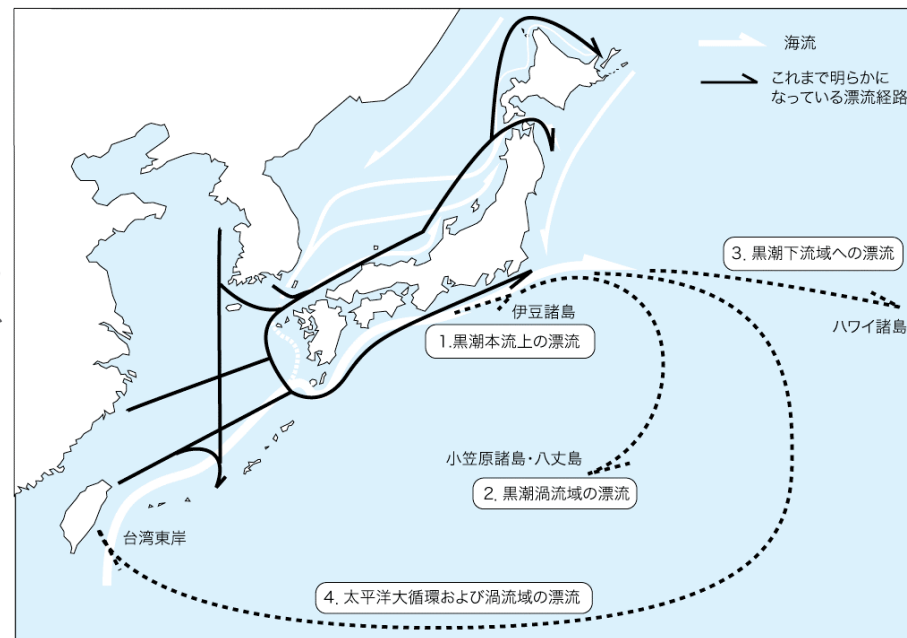 海流
これまで明らかに
なっている漂流経路
3. 黒潮下流域への漂流
伊豆諸島
ハワイ諸島
1.黒潮本流上の漂流
小笠原諸島・八丈島
2. 黒潮渦流域の漂流
台湾東岸
4. 太平洋大循環および渦流域の漂流